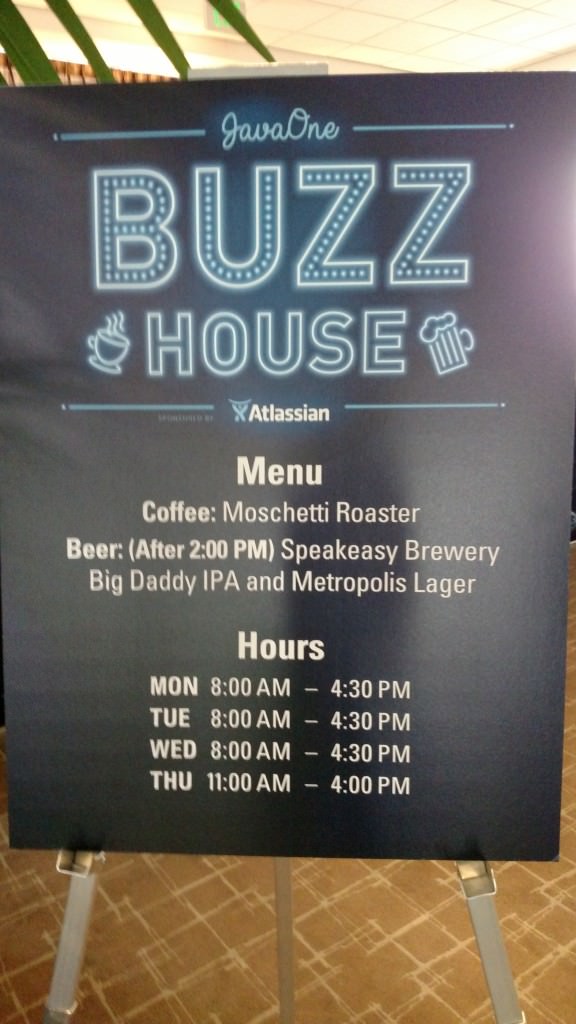 JavaOne
BUZZ
HOUSE
SPONSORED BY Atlassian
Menu
Coffee: Moschetti Roaster
Beer: (After 2:00 PM) Speakeasy Brewery
Big Daddy IPA and Metropolis Lager
Hours
MON 8:00 AM – 4:30 PM
TUE 8:00 AM – 4:30 PM
WED 8:00 AM – 4:30 PM
THU 11:00 AM – 4:00 PM